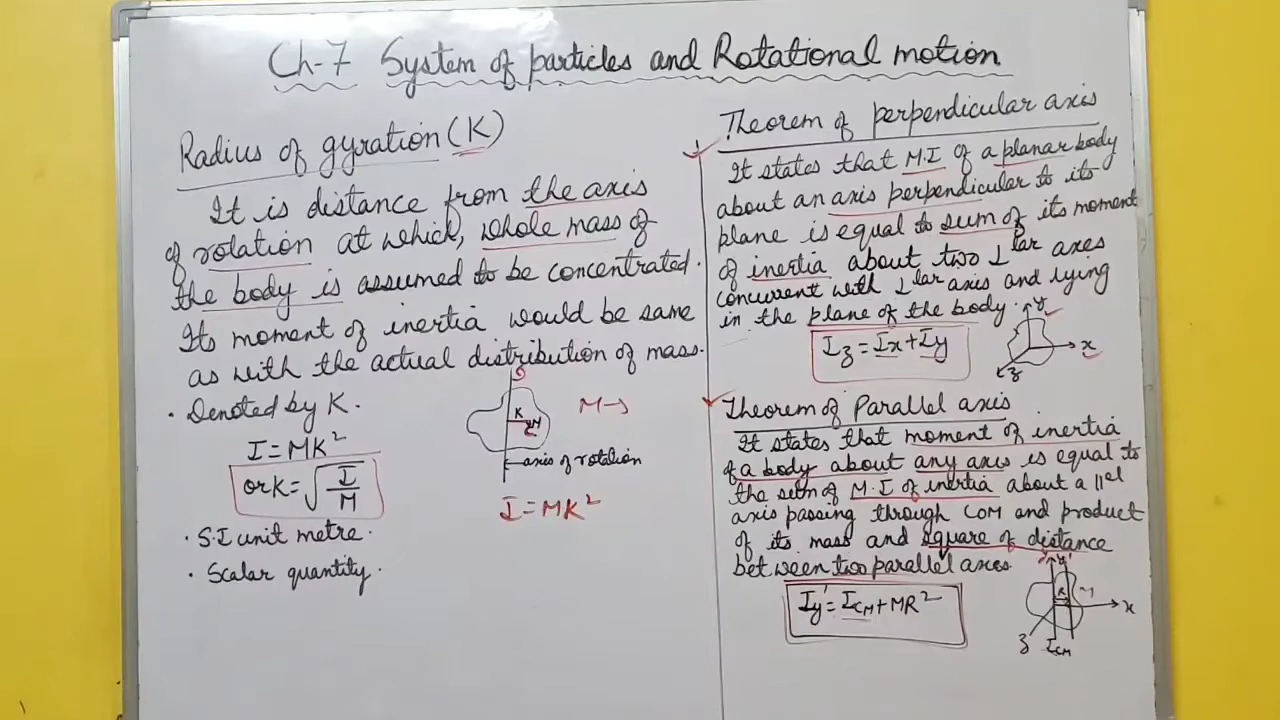 Ch-7 System of particles and Rotational motion
Radius of gyration (K)
It is distance from the axis
of rotation at which, whole mass of
the body is assumed to be concentrated.
Its moment of inertia would be same
as with the actual distribution of mass.
· Denoted by K.
I = MK²
or K = √(I/M)
· S.I unit metre.
· Scalar quantity.
K
M
M→
axis of rotation
I = MK²
Theorem of perpendicular axis
It states that M.I of a planar body
about an axis perpendicular to its
plane is equal to sum of its moment
of inertia about two ⊥lar axes
concurrent with ⊥lar axis and lying
in the plane of the body.
Iz = Ix + Iy
y
x
z
Theorem of Parallel axis
It states that moment of inertia
of a body about any axis is equal to
the sum of M.I of inertia about a llel
axis passing through COM and product
of its mass and square of distance
between two parallel axes.
Iy' = ICM + MR²
R
M
x
z
ICM